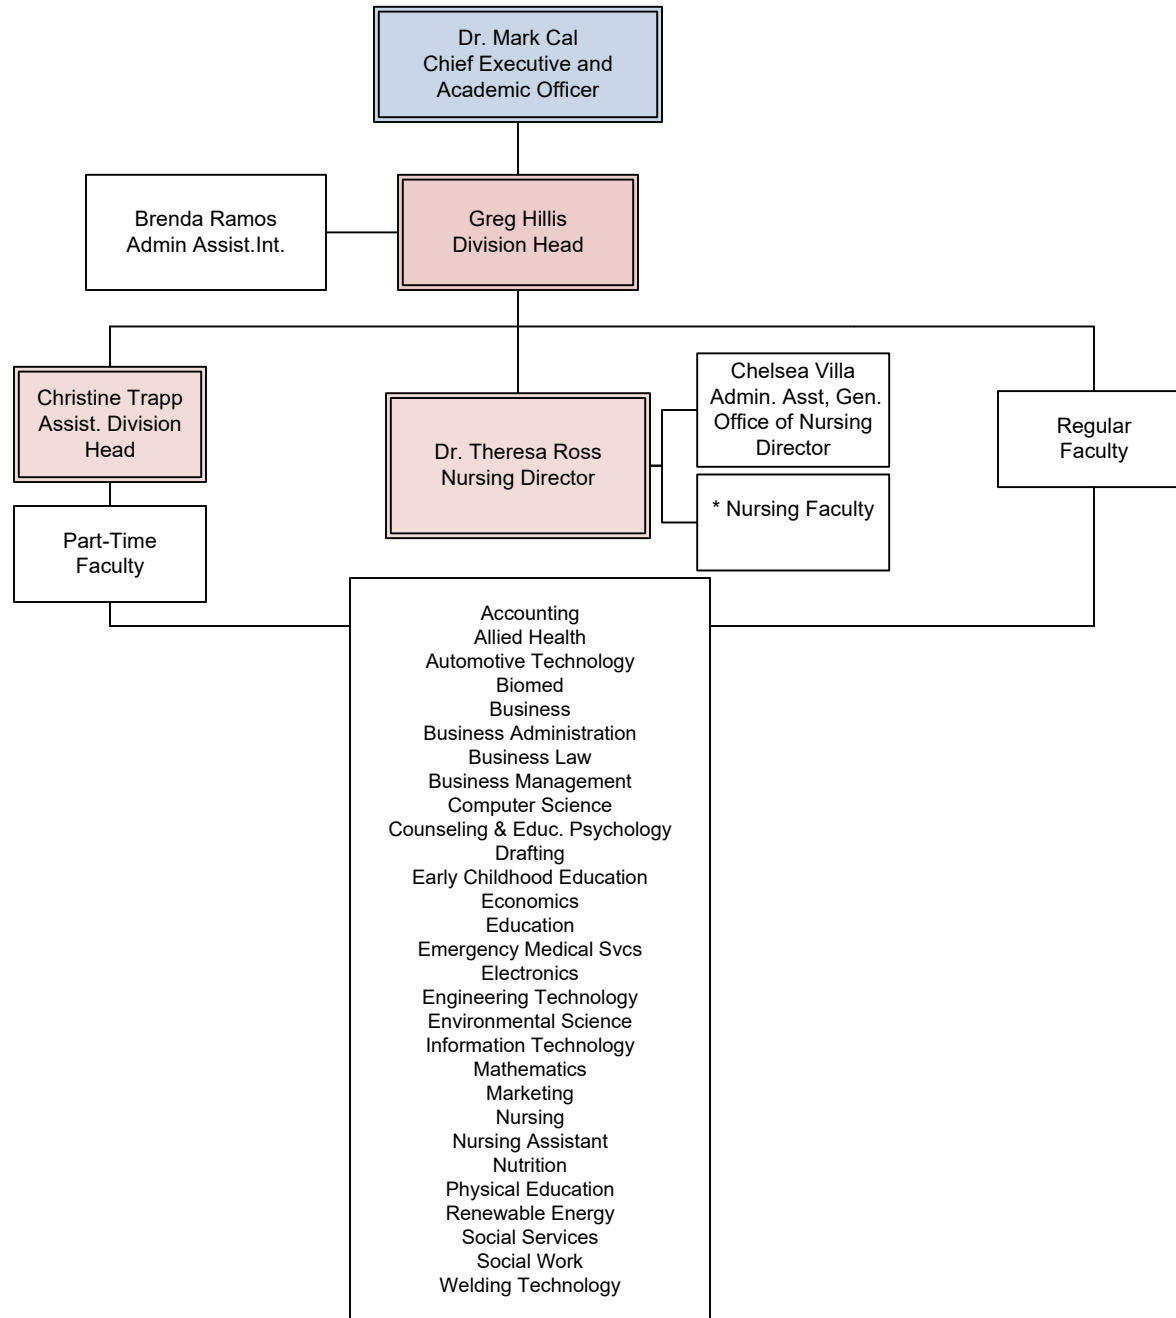 Dr. Mark Cal
Chief Executive and
Academic Officer
Brenda Ramos
Admin Assist.Int.
Greg Hillis
Division Head
Christine Trapp
Assist. Division
Head
Dr. Theresa Ross
Nursing Director
Chelsea Villa
Admin. Asst, Gen.
Office of Nursing
Director
* Nursing Faculty
Regular
Faculty
Part-Time
Faculty
Accounting
Allied Health
Automotive Technology
Biomed
Business
Business Administration
Business Law
Business Management
Computer Science
Counseling & Educ. Psychology
Drafting
Early Childhood Education
Economics
Education
Emergency Medical Svcs
Electronics
Engineering Technology
Environmental Science
Information Technology
Mathematics
Marketing
Nursing
Nursing Assistant
Nutrition
Physical Education
Renewable Energy
Social Services
Social Work
Welding Technology